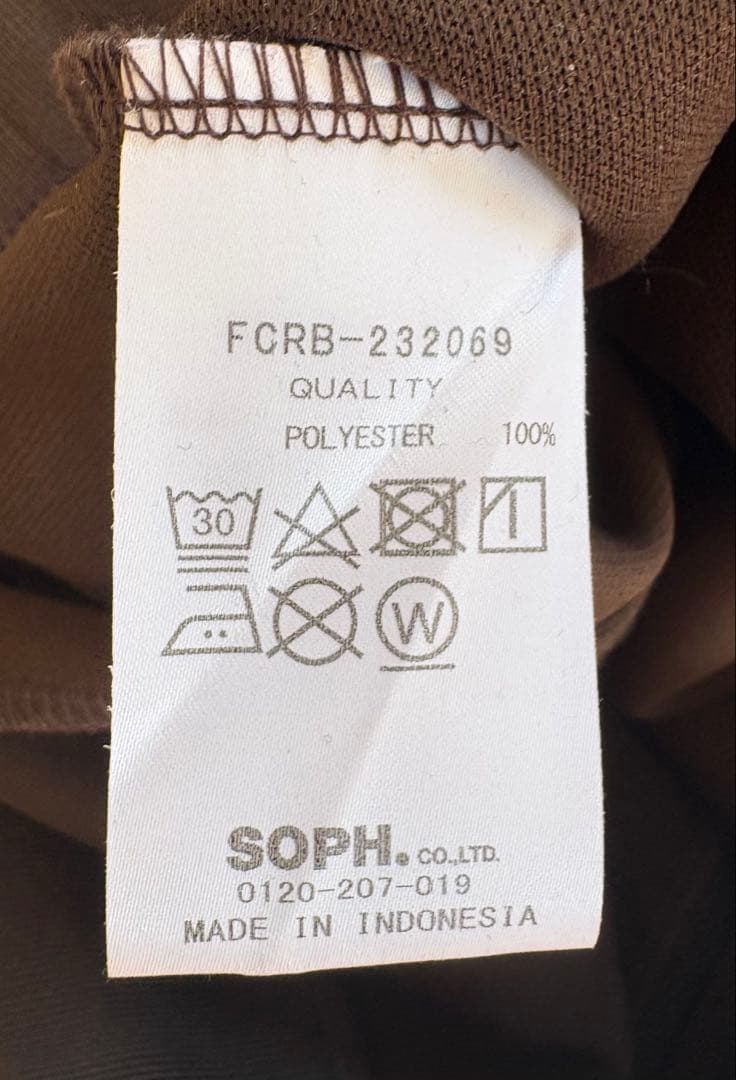 FCRB-232069
QUALITY
POLYESTER 100%
30
W
SOPH. CO.,LTD.
0120-207-019
MADE IN INDONESIA